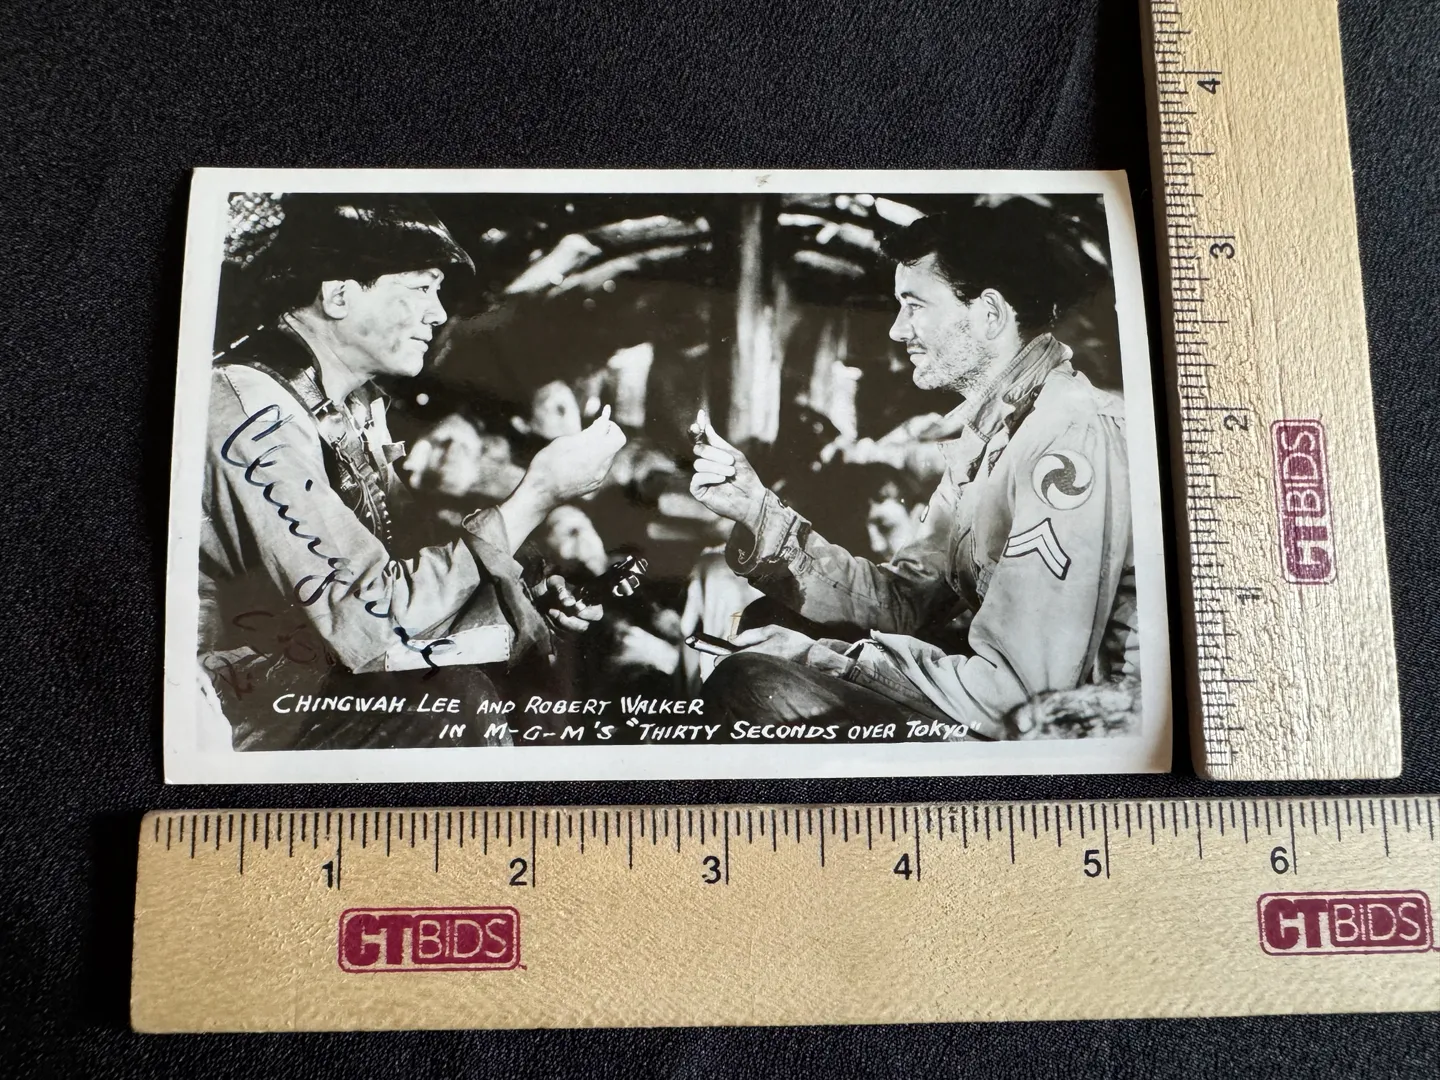 Chingwah
CHINGWAH LEE AND ROBERT WALKER
IN M-G-M'S "THIRTY SECONDS OVER TOKYO"
4
3
2
1
CTBIDS
1 2 3 4 5 6
CTBIDS CTBIDS